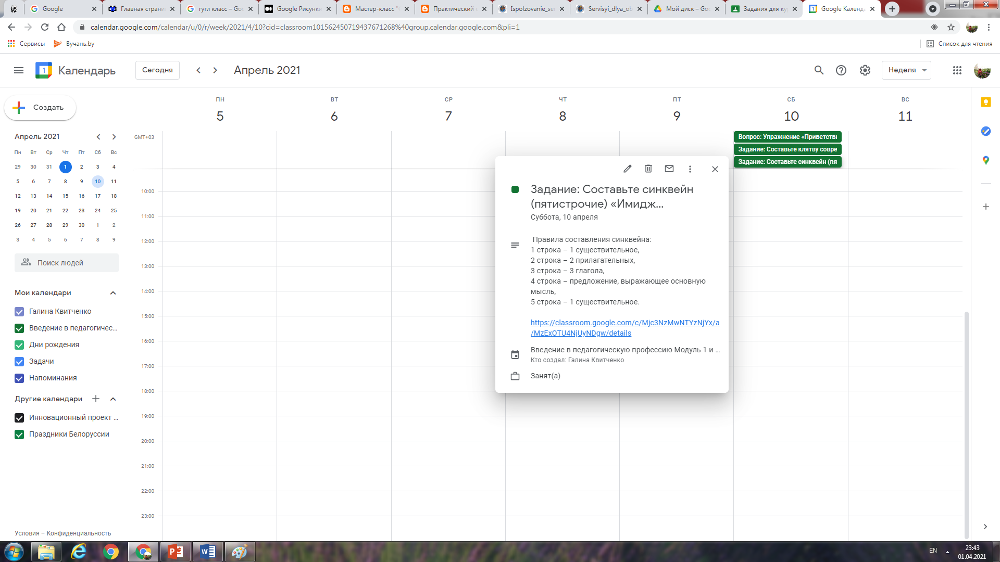 Google
Главная страни
гугл класс – Goo
Google Рисунки
Мастер-класс "
Практический
Ispolzovanie_se
Servisyi_dlya_ob
Мой диск – Goo
Задания для ку
Google Календа
calendar.google.com/calendar/u/0/r/week/2021/4/10?cid=classroom101562450719437671268%40group.calendar.google.com&pli=1
Сервисы
Вучань.by
Список для чтения
1
Календарь
Сегодня
Апрель 2021
Неделя
Создать
ПН
ВТ
СР
ЧТ
ПТ
СБ
ВС
5
6
7
8
9
10
11
GMT+03
Вопрос: Упражнение «Приветстви
Задание: Составьте клятву совре
Задание: Составьте синквейн (пя
Апрель 2021
Пн Вт Ср Чт Пт Сб Вс
29 30 31 1 2 3 4
5 6 7 8 9 10 11
12 13 14 15 16 17 18
19 20 21 22 23 24 25
26 27 28 29 30 1 2
3 4 5 6 7 8 9
Поиск людей
Мои календари
Галина Квитченко
Введение в педагогичес...
Дни рождения
Задачи
Напоминания
Другие календари
Инновационный проект ...
Праздники Белоруссии
Условия – Конфиденциальность
10:00
11:00
12:00
13:00
14:00
15:00
16:00
17:00
18:00
19:00
20:00
21:00
22:00
23:00
Задание: Составьте синквейн
(пятистрочие) «Имидж...
Суббота, 10 апреля
Правила составления синквейна:
1 строка – 1 существительное,
2 строка – 2 прилагательных,
3 строка – 3 глагола,
4 строка – предложение, выражающее основную
мысль,
5 строка – 1 существительное.
https://classroom.google.com/c/Mjc3NzMwNTYzNjYx/a
/MzExOTU4NjUyNDgw/details
Введение в педагогическую профессию Модуль 1 и ...
Кто создал: Галина Квитченко
Занят(а)
EN
23:43
01.04.2021